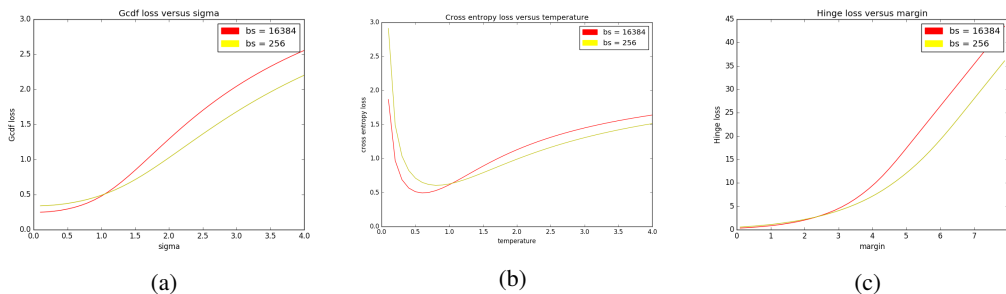 Gcdf loss versus sigma
3.0
2.5
2.0
1.5
1.0
0.5
0.0
Gcdf loss
bs = 16384
bs = 256
0.0 0.5 1.0 1.5 2.0 2.5 3.0 3.5 4.0
sigma
(a)
Cross entropy loss versus temperature
3.0
2.5
2.0
1.5
1.0
0.5
0.0
cross entropy loss
bs = 16384
bs = 256
0.0 0.5 1.0 1.5 2.0 2.5 3.0 3.5 4.0
temperature
(b)
Hinge loss versus margin
45
40
35
30
25
20
15
10
5
0
Hinge loss
bs = 16384
bs = 256
0 1 2 3 4 5 6 7
margin
(c)